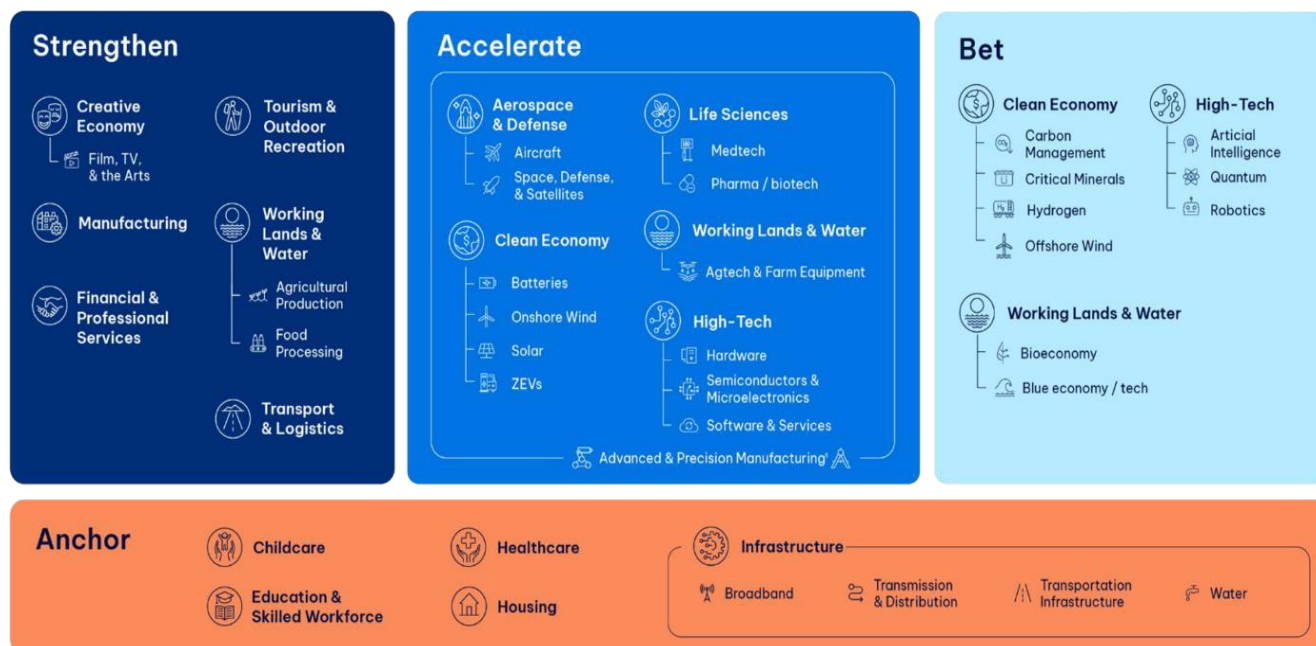 Strengthen
Creative
Economy
Film, TV,
& the Arts
Manufacturing
Financial &
Professional
Services
Tourism &
Outdoor
Recreation
Working
Lands &
Water
Agricultural
Production
Food
Processing
Transport
& Logistics
Accelerate
Aerospace
& Defense
Aircraft
Space, Defense,
& Satellites
Clean Economy
Batteries
Onshore Wind
Solar
ZEVs
Life Sciences
Medtech
Pharma / biotech
Working Lands & Water
Agtech & Farm Equipment
High-Tech
Hardware
Semiconductors &
Microelectronics
Software & Services
Advanced & Precision Manufacturing¹
Bet
Clean Economy
Carbon
Management
Critical Minerals
Hydrogen
Offshore Wind
High-Tech
Articial
Intelligence
Quantum
Robotics
Working Lands & Water
Bioeconomy
Blue economy / tech
Anchor
Childcare
Education &
Skilled Workforce
Healthcare
Housing
Infrastructure
Broadband
Transmission
& Distribution
Transportation
Infrastructure
Water